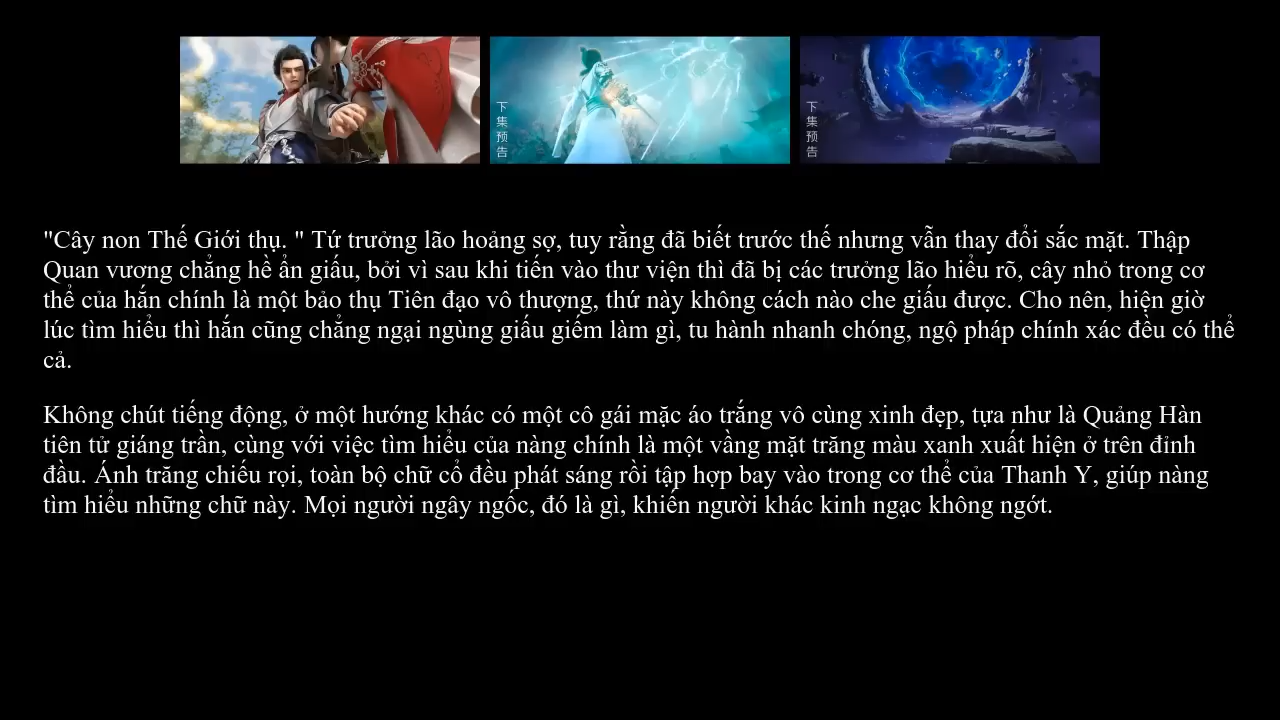 下集预告
下集预告
"Cây non Thế Giới thụ. " Tứ trưởng lão hoảng sợ, tuy rằng đã biết trước thế nhưng vẫn thay đổi sắc mặt. Thập
Quan vương chẳng hề ẩn giấu, bởi vì sau khi tiến vào thư viện thì đã bị các trưởng lão hiểu rõ, cây nhỏ trong cơ
thể của hắn chính là một bảo thụ Tiên đạo vô thượng, thứ này không cách nào che giấu được. Cho nên, hiện giờ
lúc tìm hiểu thì hắn cũng chẳng ngại ngùng giấu giếm làm gì, tu hành nhanh chóng, ngộ pháp chính xác đều có thể
cả.
Không chút tiếng động, ở một hướng khác có một cô gái mặc áo trắng vô cùng xinh đẹp, tựa như là Quảng Hàn
tiên tử giáng trần, cùng với việc tìm hiểu của nàng chính là một vầng mặt trăng màu xanh xuất hiện ở trên đỉnh
đầu. Ánh trăng chiếu rọi, toàn bộ chữ cổ đều phát sáng rồi tập hợp bay vào trong cơ thể của Thanh Y, giúp nàng
tìm hiểu những chữ này. Mọi người ngây ngốc, đó là gì, khiến người khác kinh ngạc không ngớt.